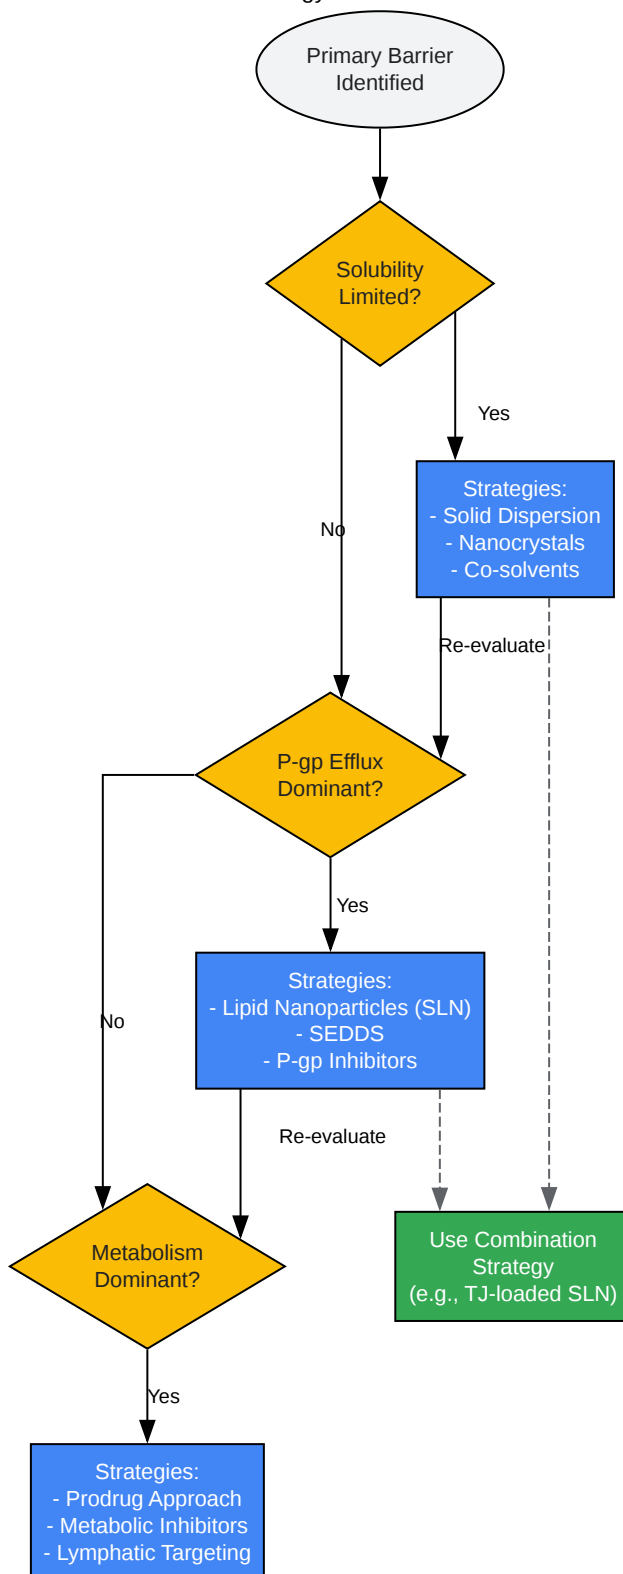 Primary Barrier
Identified
Solubility
Limited?
Yes
Strategies:
- Solid Dispersion
- Nanocrystals
- Co-solvents
No
Re-evaluate
P-gp Efflux
Dominant?
Yes
Strategies:
- Lipid Nanoparticles (SLN)
- SEDDS
- P-gp Inhibitors
No
Re-evaluate
Metabolism
Dominant?
Use Combination
Strategy
(e.g., TJ-loaded SLN)
Yes
Strategies:
- Prodrug Approach
- Metabolic Inhibitors
- Lymphatic Targeting